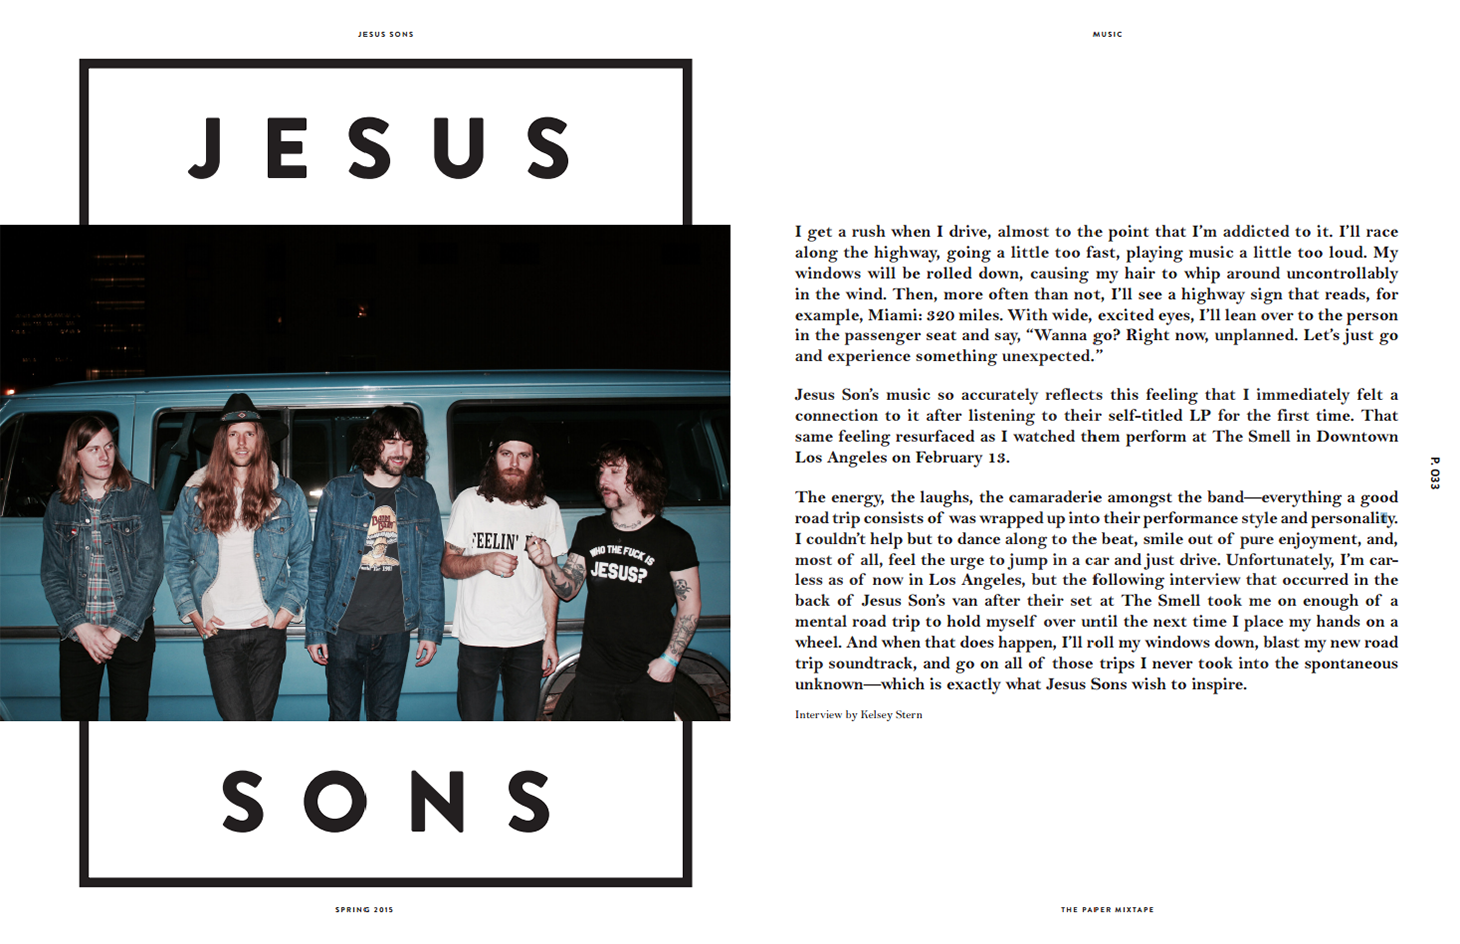 JESUS SONS
MUSIC
JESUS
FEELIN'
WHO THE FUCK IS
JESUS?
SONS
SPRING 2015
I get a rush when I drive, almost to the point that I'm addicted to it. I'll race
along the highway, going a little too fast, playing music a little too loud. My
windows will be rolled down, causing my hair to whip around uncontrollably
in the wind. Then, more often than not, I'll see a highway sign that reads, for
example, Miami: 320 miles. With wide, excited eyes, I'll lean over to the person
in the passenger seat and say, “Wanna go? Right now, unplanned. Let's just go
and experience something unexpected.”
Jesus Son's music so accurately reflects this feeling that I immediately felt a
connection to it after listening to their self-titled LP for the first time. That
same feeling resurfaced as I watched them perform at The Smell in Downtown
Los Angeles on February 13.
The energy, the laughs, the camaraderie amongst the band—everything a good
road trip consists of was wrapped up into their performance style and personality.
I couldn't help but to dance along to the beat, smile out of pure enjoyment, and,
most of all, feel the urge to jump in a car and just drive. Unfortunately, I'm car-
less as of now in Los Angeles, but the following interview that occurred in the
back of Jesus Son's van after their set at The Smell took me on enough of a
mental road trip to hold myself over until the next time I place my hands on a
wheel. And when that does happen, I'll roll my windows down, blast my new road
trip soundtrack, and go on all of those trips I never took into the spontaneous
unknown—which is exactly what Jesus Sons wish to inspire.
Interview by Kelsey Stern
P. 033
THE PAPER MIXTAPE